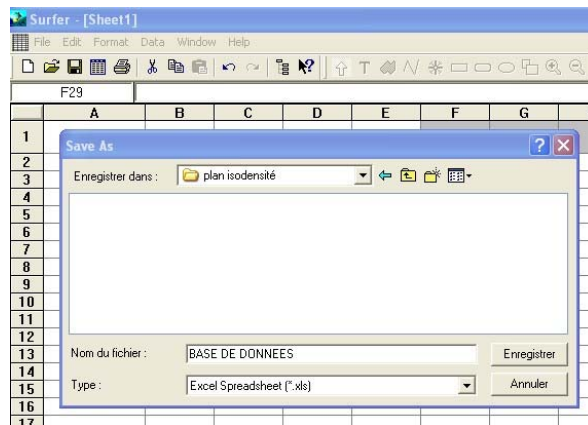 Surfer - [Sheet1]
File Edit Format Data Window Help
F29
A B C D E F G
1
Save As
2
Enregistrer dans : plan isodensité
3
4
5
6
7
8
9
10
11
12
13
Nom du fichier : BASE DE DONNEES Enregistrer
14
15
Type : Excel Spreadsheet (*.xls) Annuler
16
17